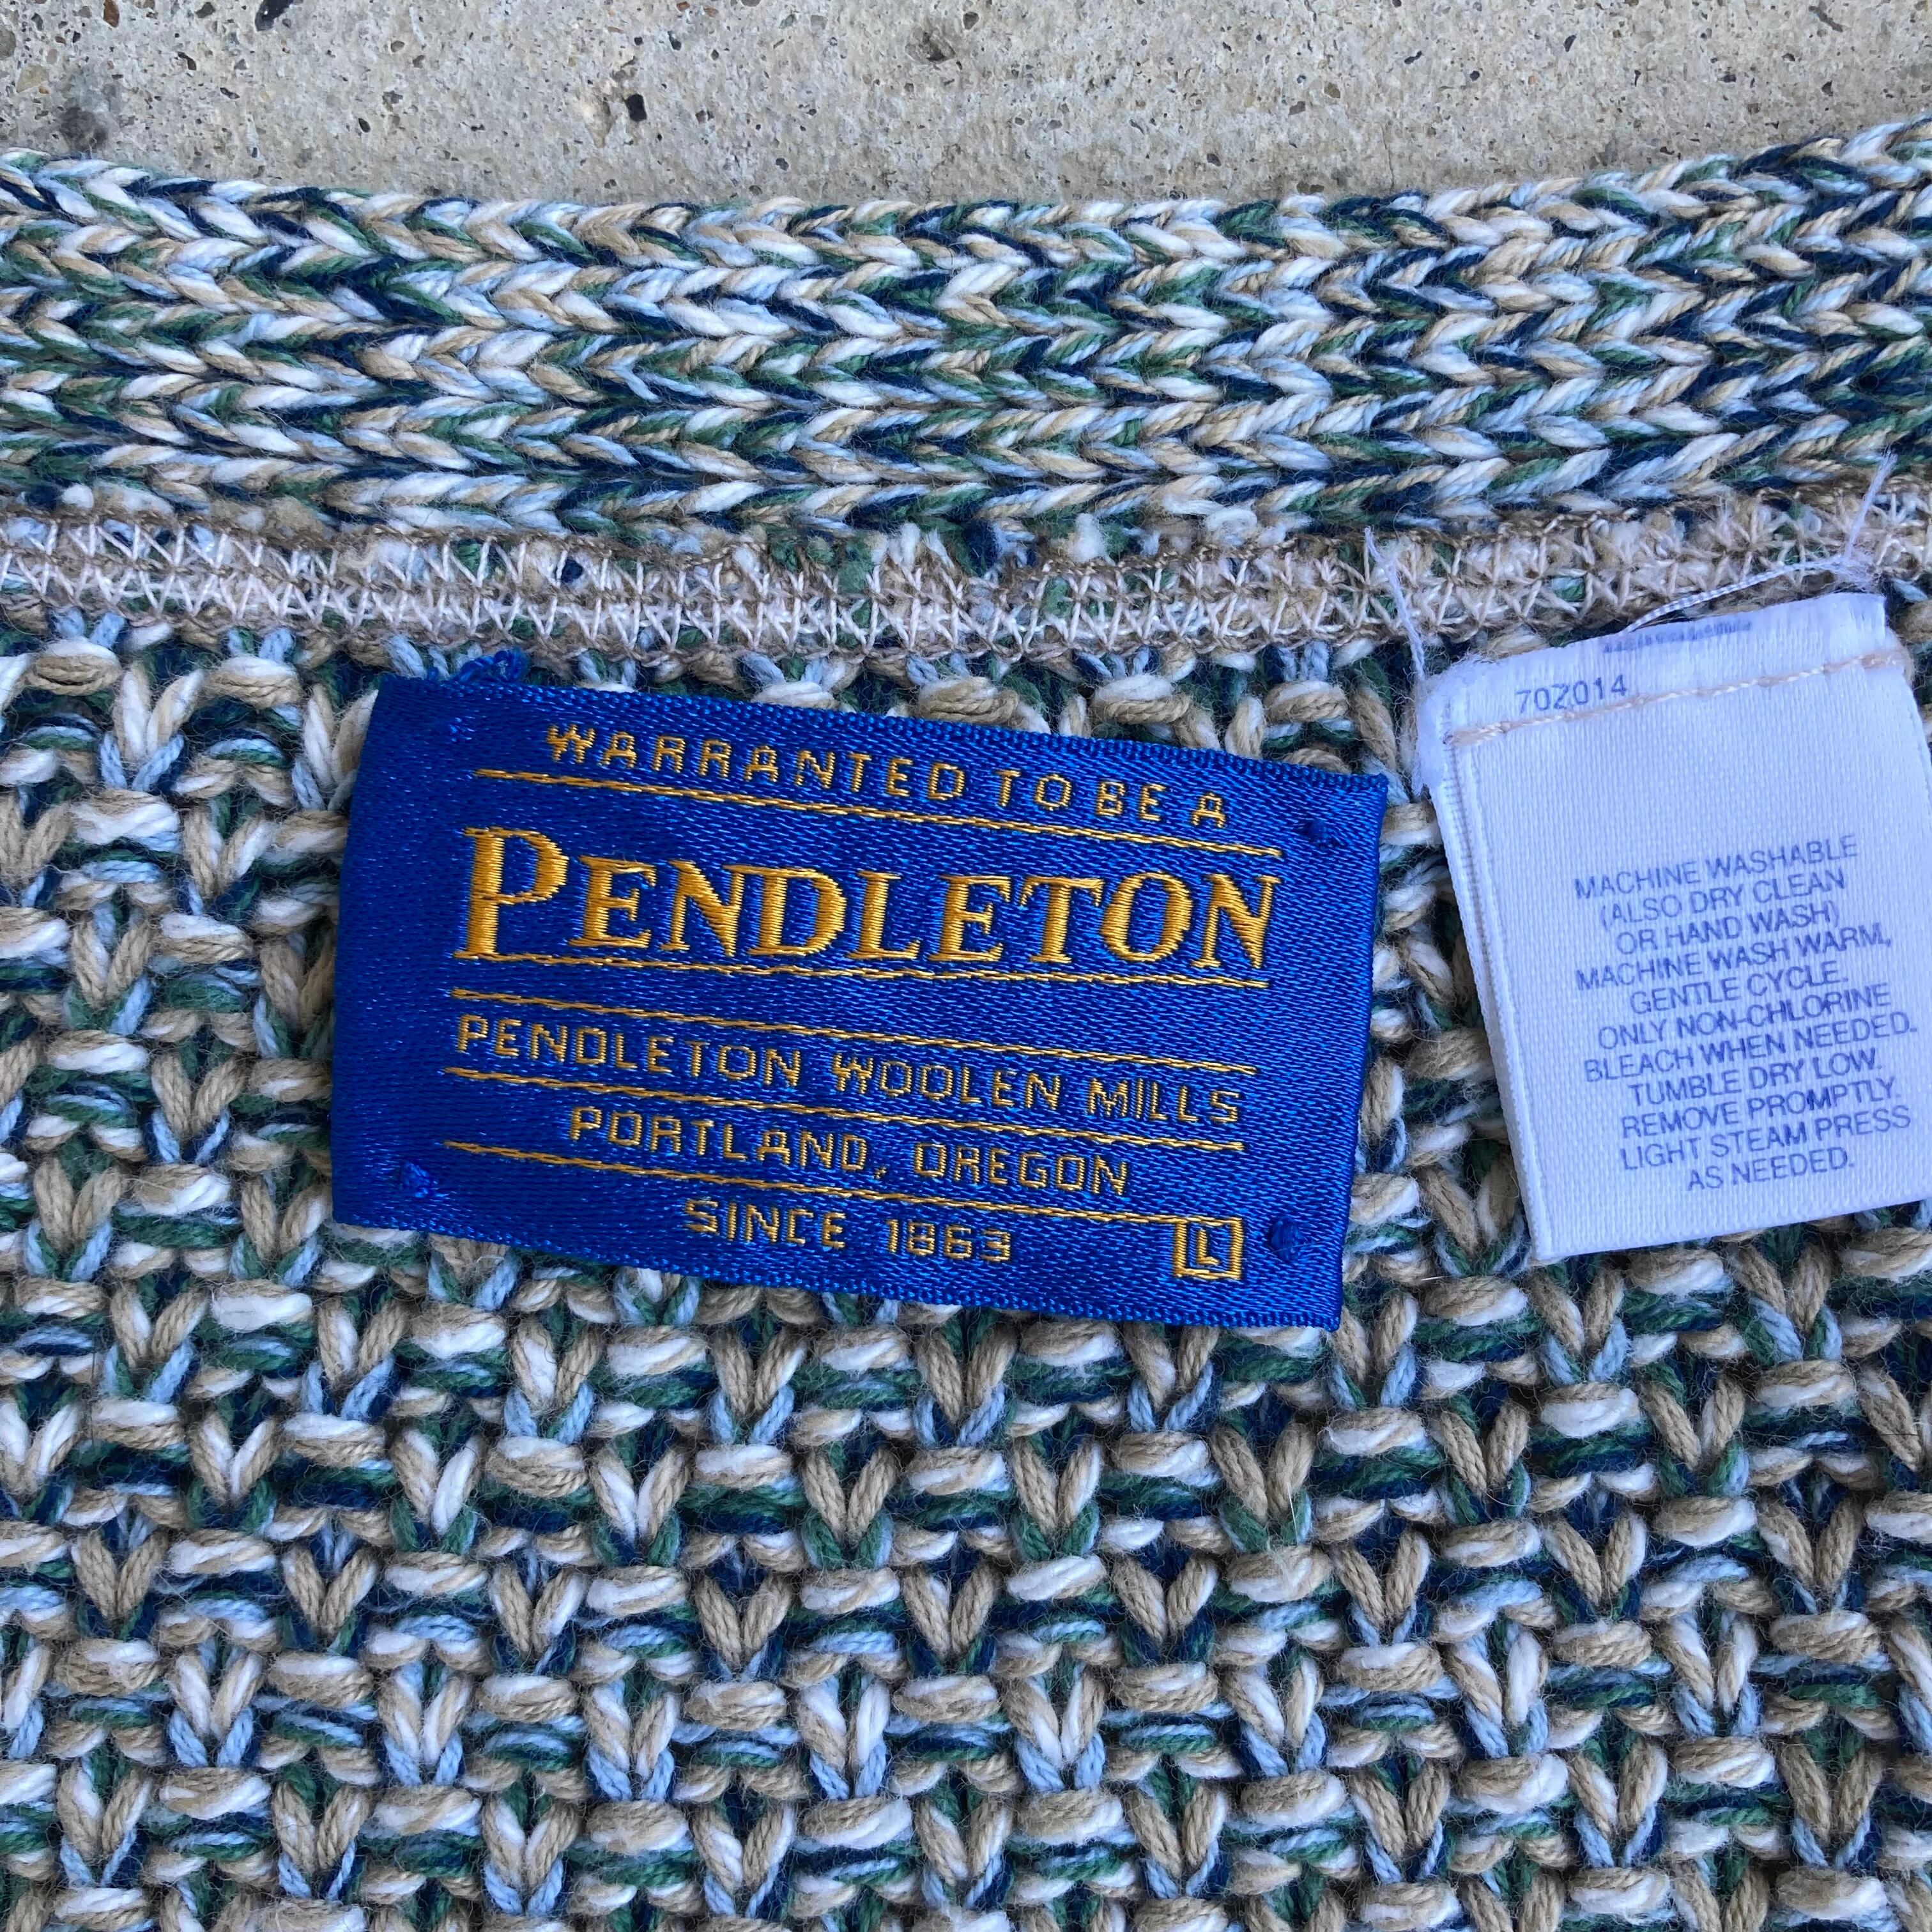 WARRANTED TO BE A
PENDLETON
PENDLETON WOOLEN MILLS
PORTLAND, OREGON
SINCE 1863
L
702014
MACHINE WASHABLE
(ALSO DRY CLEAN
OR HAND WASH)
MACHINE WASH WARM,
GENTLE CYCLE.
ONLY NON-CHLORINE
BLEACH WHEN NEEDED.
TUMBLE DRY LOW.
REMOVE PROMPTLY.
LIGHT STEAM PRESS
AS NEEDED.